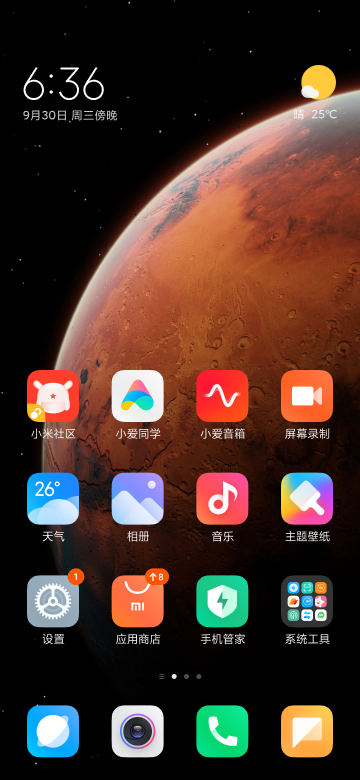 6:36
9月30日 周三傍晚
晴 25℃
小米社区
小爱同学
小爱音箱
屏幕录制
26°
天气
相册
音乐
主题壁纸
1
8
MI
设置
应用商店
手机管家
系统工具